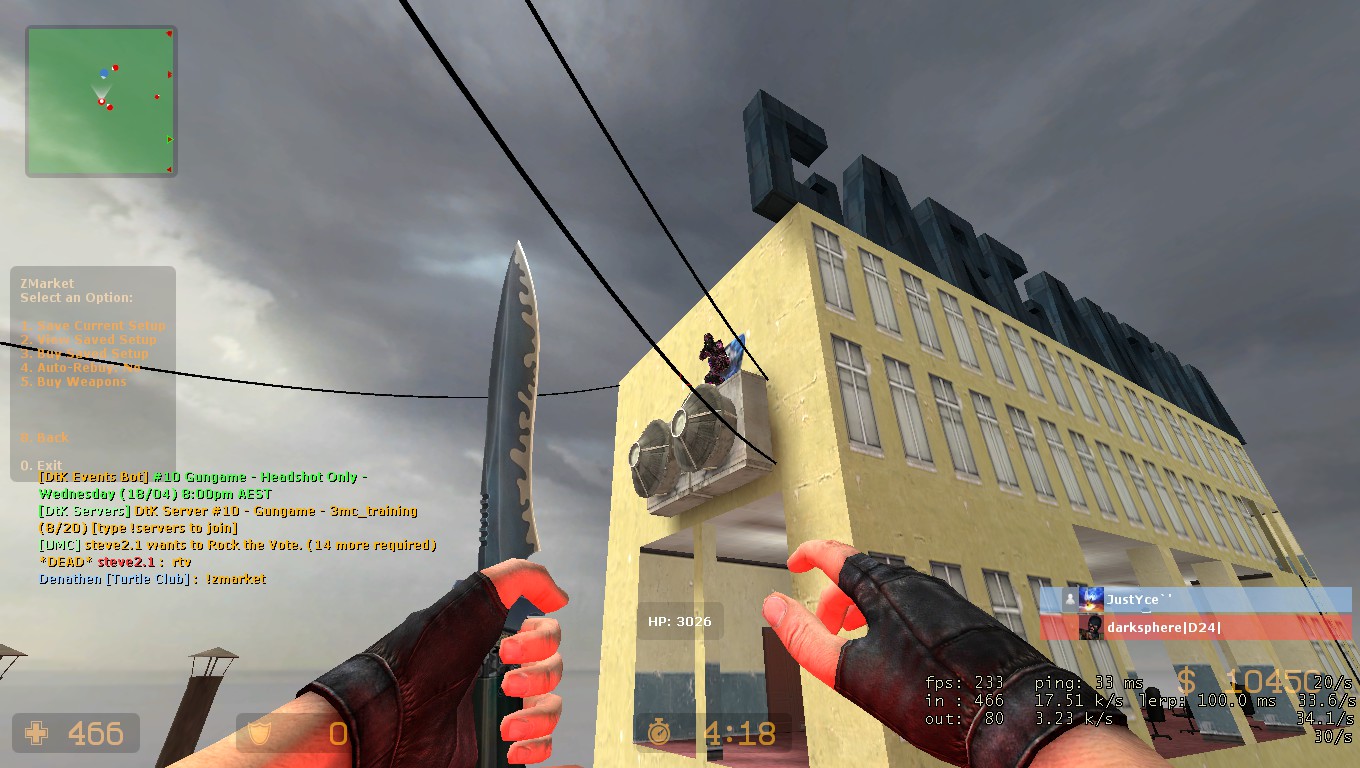 ZMarket
Select an Option:
1. Save Current Setup
2. View Saved Setup
3. Buy Saved Setup
4. Auto-Rebuy: No
5. Buy Weapons
8. Back
0. Exit
[DtX Events Bot] #10 Gungame - Headshot Only -
Wednesday (18/04) 8:00pm AEST
[DtX Servers] DtX Server #10 - Gungame - 3mc_training
(8/20) [type !servers to join]
[UMC] steve2.1 wants to Rock the Vote. (14 more required)
*DEAD* steve2.1 : rtv
Denathen [Turtle Club] : !zmarket
HP: 3026
JustYce``
darksphere|D24|
fps: 233 ping: 33 ms
$ 10450
20/s
in : 466 17.51 k/s lerp: 100.0 ms 33.6/s
out: 80 3.23 k/s 34.1/s
30/s
466
0
4:18